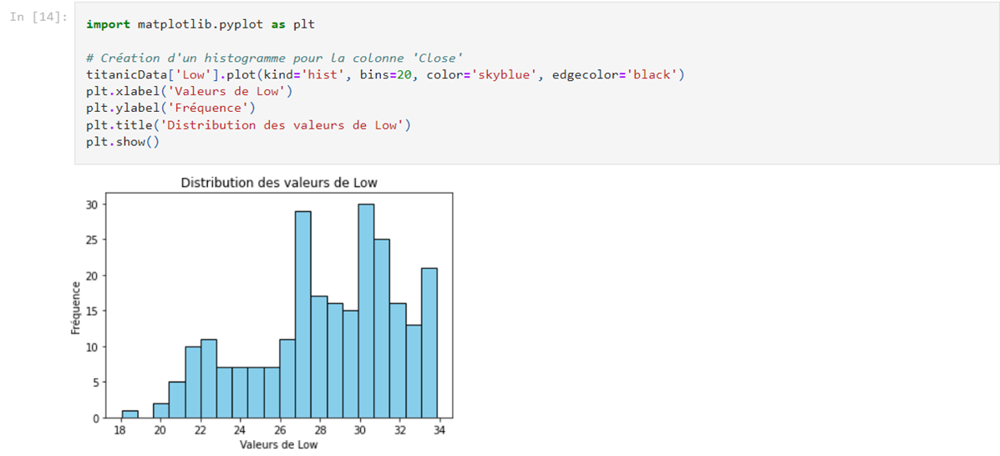 In [14]:
import matplotlib.pyplot as plt
# Création d'un histogramme pour la colonne 'Close'
titanicData['Low'].plot(kind='hist', bins=20, color='skyblue', edgecolor='black')
plt.xlabel('Valeurs de Low')
plt.ylabel('Fréquence')
plt.title('Distribution des valeurs de Low')
plt.show()
Distribution des valeurs de Low
30
25
20
15
10
5
0
Fréquence
18 20 22 24 26 28 30 32 34
Valeurs de Low